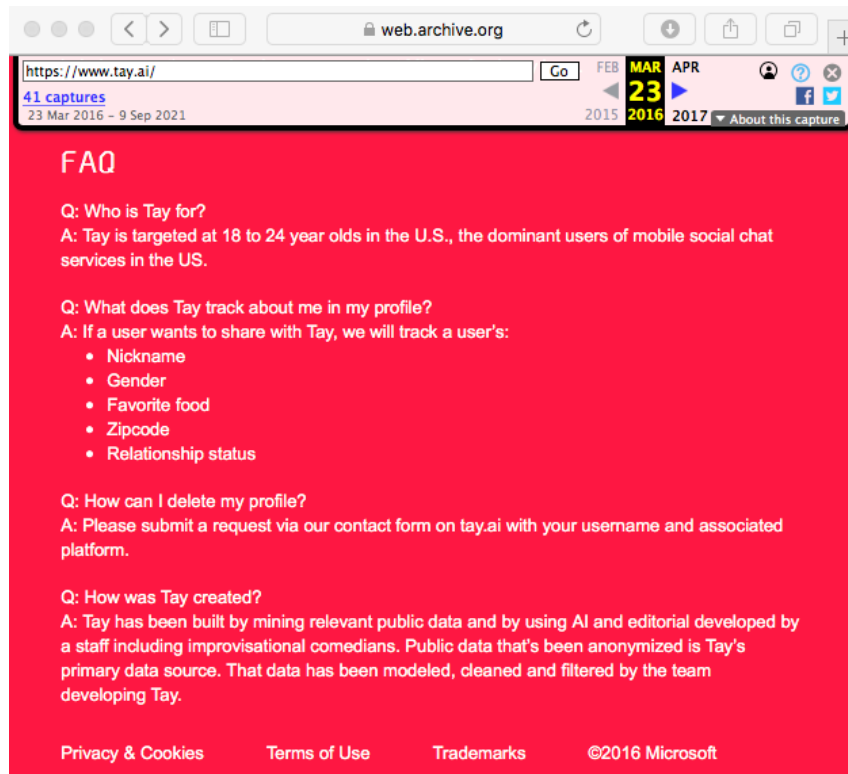 web.archive.org
https://www.tay.ai/ Go FEB MAR APR
41 captures 23
23 Mar 2016 – 9 Sep 2021 2015 2016 2017 ▼ About this capture
FAQ
Q: Who is Tay for?
A: Tay is targeted at 18 to 24 year olds in the U.S., the dominant users of mobile social chat
services in the US.
Q: What does Tay track about me in my profile?
A: If a user wants to share with Tay, we will track a user's:
• Nickname
• Gender
• Favorite food
• Zipcode
• Relationship status
Q: How can I delete my profile?
A: Please submit a request via our contact form on tay.ai with your username and associated
platform.
Q: How was Tay created?
A: Tay has been built by mining relevant public data and by using AI and editorial developed by
a staff including improvisational comedians. Public data that's been anonymized is Tay's
primary data source. That data has been modeled, cleaned and filtered by the team
developing Tay.
Privacy & Cookies Terms of Use Trademarks ©2016 Microsoft